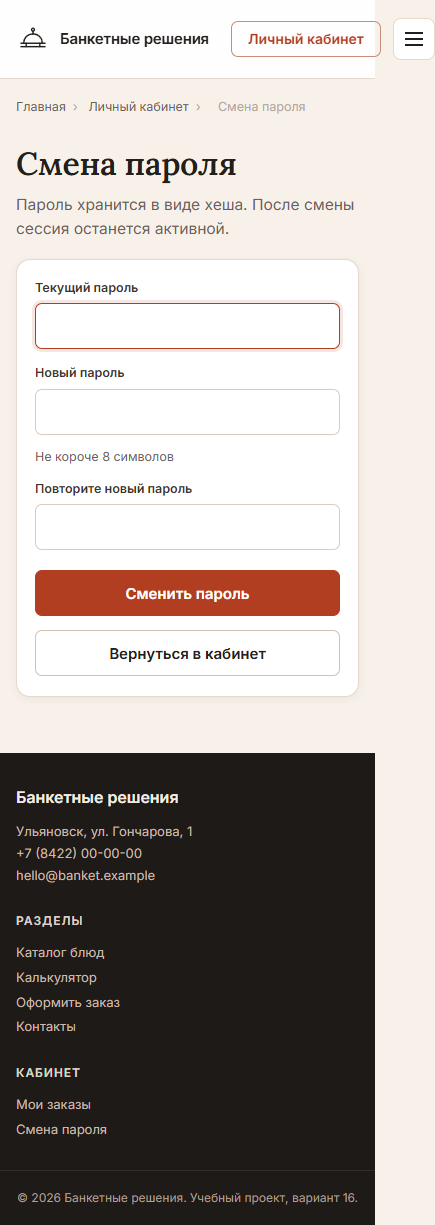 Банкетные решения
Личный кабинет
Главная › Личный кабинет › Смена пароля
Смена пароля
Пароль хранится в виде хеша. После смены
сессия останется активной.
Текущий пароль
Новый пароль
Не короче 8 символов
Повторите новый пароль
Сменить пароль
Вернуться в кабинет
Банкетные решения
Ульяновск, ул. Гончарова, 1
+7 (8422) 00-00-00
hello@banket.example
РАЗДЕЛЫ
Каталог блюд
Калькулятор
Оформить заказ
Контакты
КАБИНЕТ
Мои заказы
Смена пароля
© 2026 Банкетные решения. Учебный проект, вариант 16.